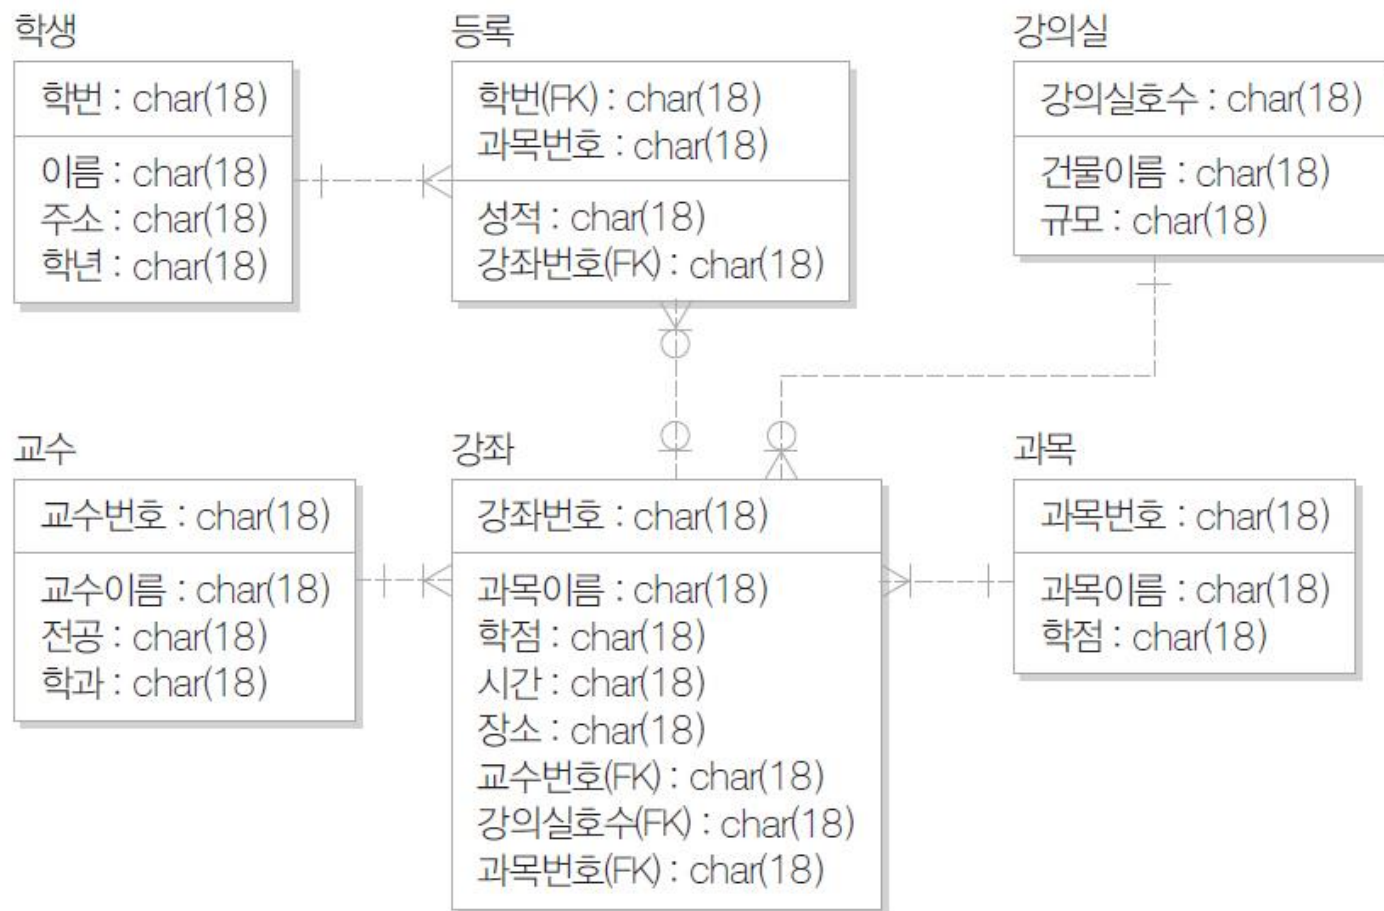 학생
학번 : char(18)
이름 : char(18)
주소 : char(18)
학년 : char(18)
등록
학번(FK) : char(18)
과목번호 : char(18)
성적 : char(18)
강좌번호(FK) : char(18)
강의실
강의실호수 : char(18)
건물이름 : char(18)
규모 : char(18)
교수
교수번호 : char(18)
교수이름 : char(18)
전공 : char(18)
학과 : char(18)
강좌
강좌번호 : char(18)
과목이름 : char(18)
학점 : char(18)
시간 : char(18)
장소 : char(18)
교수번호(FK) : char(18)
강의실호수(FK) : char(18)
과목번호(FK) : char(18)
과목
과목번호 : char(18)
과목이름 : char(18)
학점 : char(18)